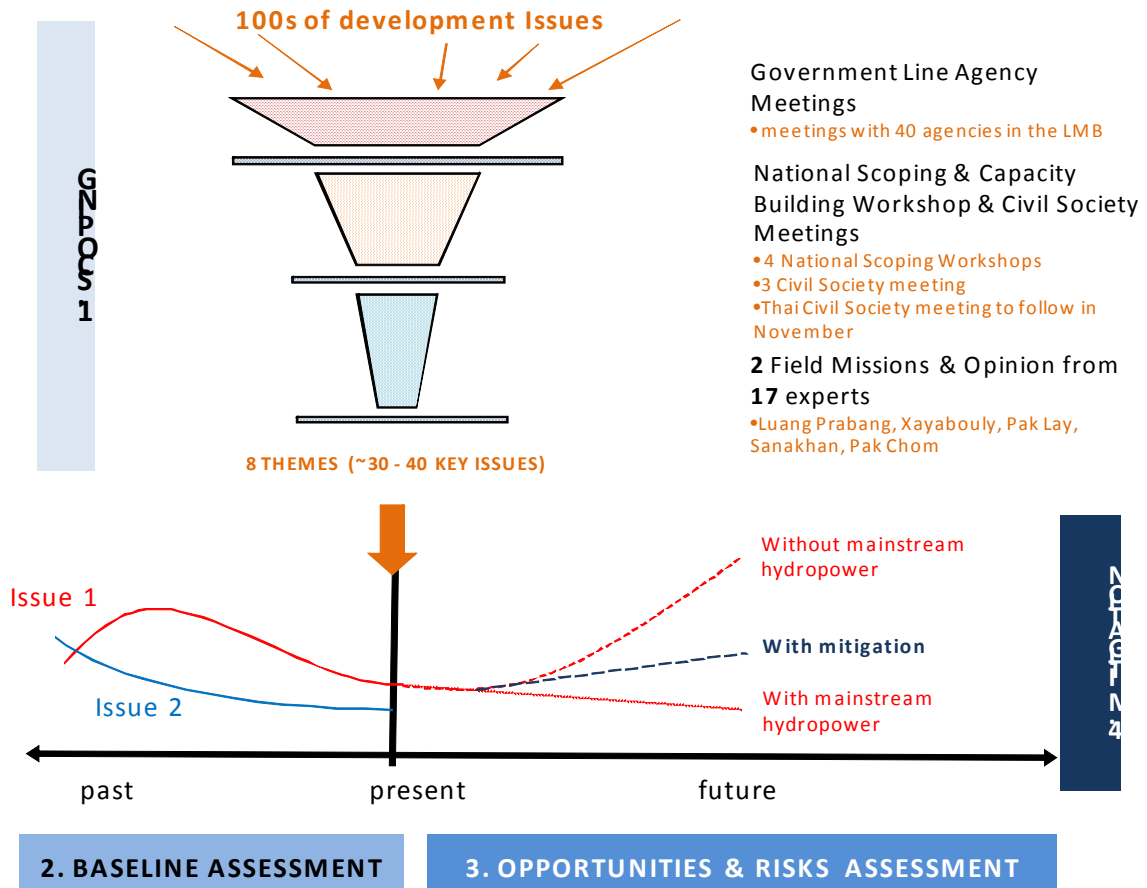 100s of development Issues
1. SCOPING
Government Line Agency
Meetings
•meetings with 40 agencies in the LMB
National Scoping & Capacity
Building Workshop & Civil Society
Meetings
•4 National Scoping Workshops
•3 Civil Society meeting
•Thai Civil Society meeting to follow in
November
2 Field Missions & Opinion from
17 experts
•Luang Prabang, Xayabouly, Pak Lay,
Sanakhan, Pak Chom
8 THEMES (~30 - 40 KEY ISSUES)
Issue 1
Issue 2
Without mainstream
hydropower
With mitigation
With mainstream
hydropower
4. MITIGATION
past
present
future
2. BASELINE ASSESSMENT
3. OPPORTUNITIES & RISKS ASSESSMENT